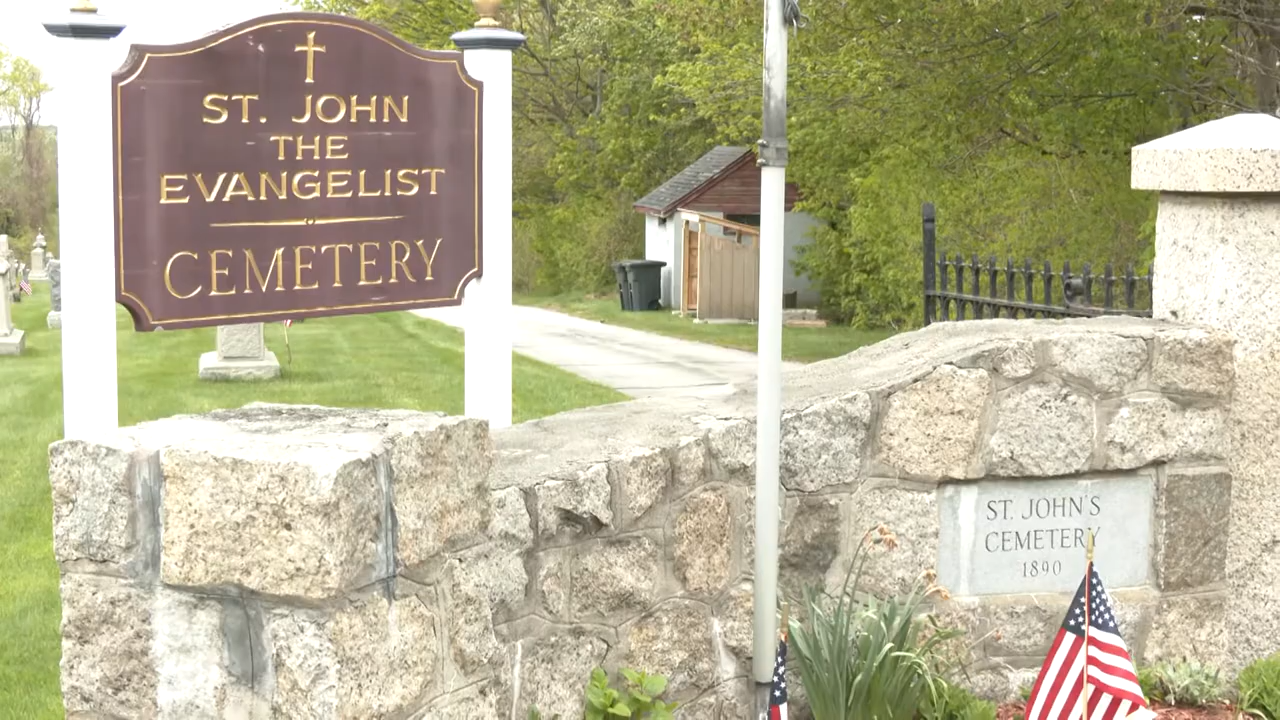 ST. JOHN
THE
EVANGELIST
CEMETERY
ST. JOHN'S
CEMETERY
1890